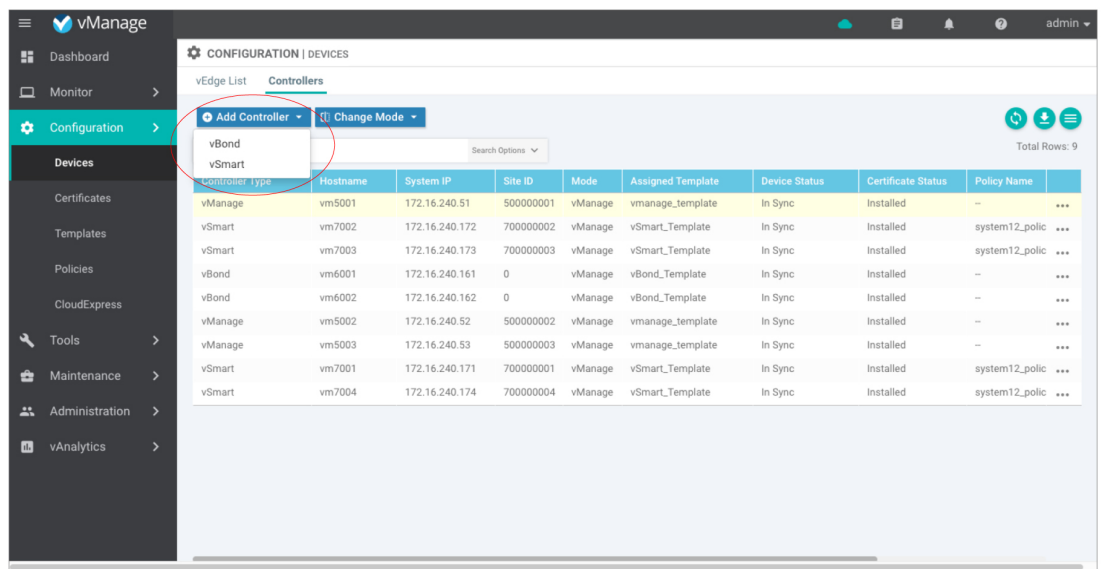 vManage
admin
Dashboard
Monitor
Configuration
Devices
Certificates
Templates
Policies
CloudExpress
Tools
Maintenance
Administration
vAnalytics
CONFIGURATION | DEVICES
vEdge List Controllers
Add Controller Change Mode
vBond
vSmart
Search Options
Total Rows: 9
Controller Type Hostname System IP Site ID Mode Assigned Template Device Status Certificate Status Policy Name
vManage vm5001 172.16.240.51 500000001 vManage vmanage_template In Sync Installed -- •••
vSmart vm7002 172.16.240.172 700000002 vManage vSmart_Template In Sync Installed system12_polic •••
vSmart vm7003 172.16.240.173 700000003 vManage vSmart_Template In Sync Installed system12_polic •••
vBond vm6001 172.16.240.161 0 vManage vBond_Template In Sync Installed -- •••
vBond vm6002 172.16.240.162 0 vManage vBond_Template In Sync Installed -- •••
vManage vm5002 172.16.240.52 500000002 vManage vmanage_template In Sync Installed -- •••
vManage vm5003 172.16.240.53 500000003 vManage vmanage_template In Sync Installed -- •••
vSmart vm7001 172.16.240.171 700000001 vManage vSmart_Template In Sync Installed system12_polic •••
vSmart vm7004 172.16.240.174 700000004 vManage vSmart_Template In Sync Installed system12_polic •••